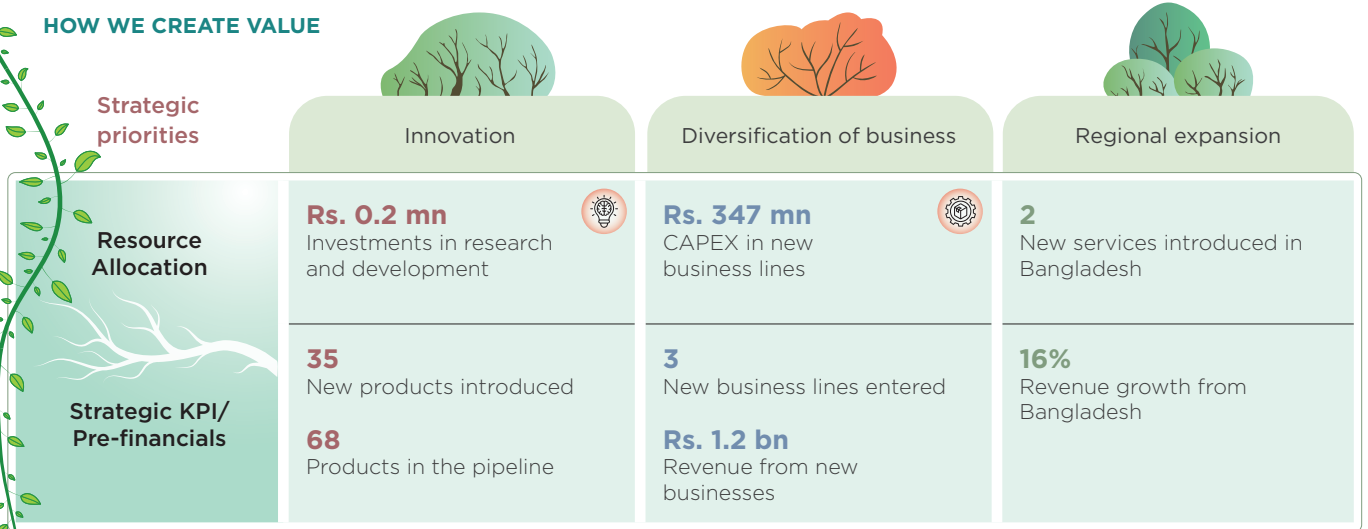 HOW WE CREATE VALUE
Strategic
priorities
Innovation
Diversification of business
Regional expansion
Resource
Allocation
Rs. 0.2 mn
Investments in research
and development
Rs. 347 mn
CAPEX in new
business lines
2
New services introduced in
Bangladesh
Strategic KPI/
Pre-financials
35
New products introduced
68
Products in the pipeline
3
New business lines entered
Rs. 1.2 bn
Revenue from new
businesses
16%
Revenue growth from
Bangladesh